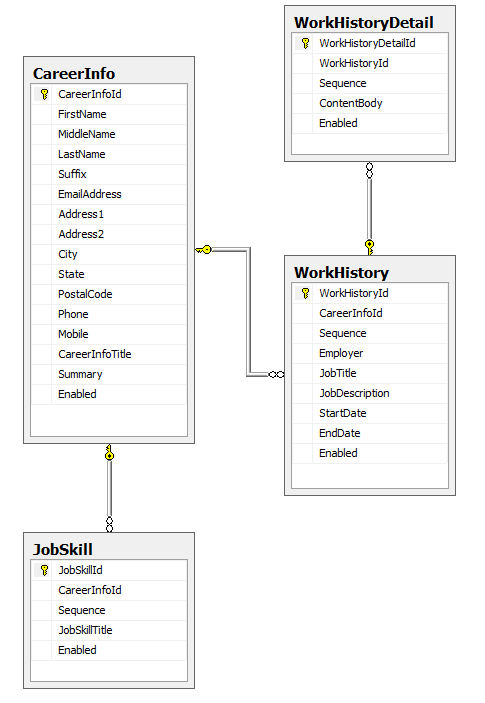 CareerInfo
CareerInfoId
FirstName
MiddleName
LastName
Suffix
EmailAddress
Address1
Address2
City
State
PostalCode
Phone
Mobile
CareerInfoTitle
Summary
Enabled
WorkHistoryDetail
WorkHistoryDetailId
WorkHistoryId
Sequence
ContentBody
Enabled
WorkHistory
WorkHistoryId
CareerInfoId
Sequence
Employer
JobTitle
JobDescription
StartDate
EndDate
Enabled
JobSkill
JobSkillId
CareerInfoId
Sequence
JobSkillTitle
Enabled